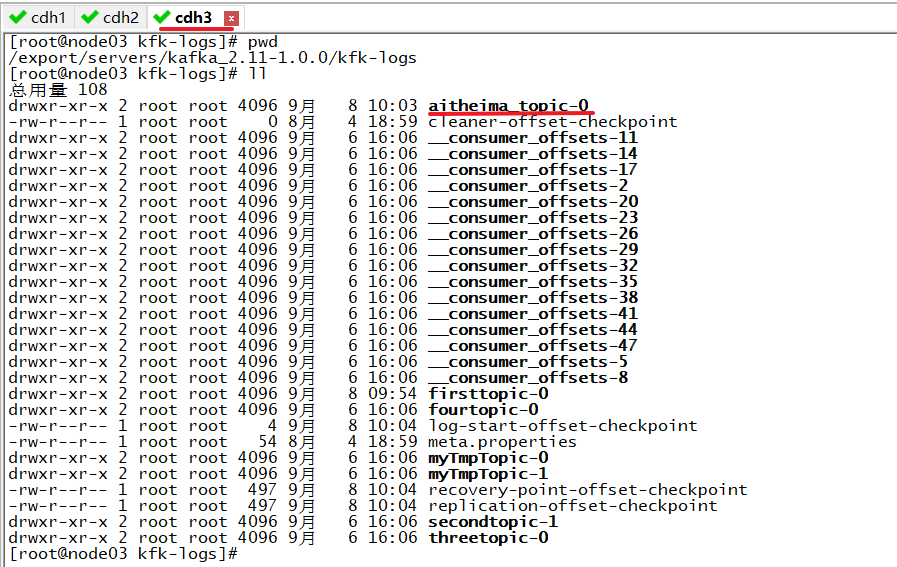 cdh1 cdh2 cdh3 x
[root@node03 kfk-logs]# pwd
/export/servers/kafka_2.11-1.0.0/kfk-logs
[root@node03 kfk-logs]# ll
总用量 108
drwxr-xr-x 2 root root 4096 9月   8 10:03 aitheima_topic-0
-rw-r--r-- 1 root root    0 8月   4 18:59 cleaner-offset-checkpoint
drwxr-xr-x 2 root root 4096 9月   6 16:06 __consumer_offsets-11
drwxr-xr-x 2 root root 4096 9月   6 16:06 __consumer_offsets-14
drwxr-xr-x 2 root root 4096 9月   6 16:06 __consumer_offsets-17
drwxr-xr-x 2 root root 4096 9月   6 16:06 __consumer_offsets-2
drwxr-xr-x 2 root root 4096 9月   6 16:06 __consumer_offsets-20
drwxr-xr-x 2 root root 4096 9月   6 16:06 __consumer_offsets-23
drwxr-xr-x 2 root root 4096 9月   6 16:06 __consumer_offsets-26
drwxr-xr-x 2 root root 4096 9月   6 16:06 __consumer_offsets-29
drwxr-xr-x 2 root root 4096 9月   6 16:06 __consumer_offsets-32
drwxr-xr-x 2 root root 4096 9月   6 16:06 __consumer_offsets-35
drwxr-xr-x 2 root root 4096 9月   6 16:06 __consumer_offsets-38
drwxr-xr-x 2 root root 4096 9月   6 16:06 __consumer_offsets-41
drwxr-xr-x 2 root root 4096 9月   6 16:06 __consumer_offsets-44
drwxr-xr-x 2 root root 4096 9月   6 16:06 __consumer_offsets-47
drwxr-xr-x 2 root root 4096 9月   6 16:06 __consumer_offsets-5
drwxr-xr-x 2 root root 4096 9月   6 16:06 __consumer_offsets-8
drwxr-xr-x 2 root root 4096 9月   8 09:54 firsttopic-0
drwxr-xr-x 2 root root 4096 9月   6 16:06 fourtopic-0
-rw-r--r-- 1 root root    4 9月   8 10:04 log-start-offset-checkpoint
-rw-r--r-- 1 root root   54 8月   4 18:59 meta.properties
drwxr-xr-x 2 root root 4096 9月   6 16:06 myTmpTopic-0
drwxr-xr-x 2 root root 4096 9月   6 16:06 myTmpTopic-1
-rw-r--r-- 1 root root  497 9月   8 10:04 recovery-point-offset-checkpoint
-rw-r--r-- 1 root root  497 9月   8 10:04 replication-offset-checkpoint
drwxr-xr-x 2 root root 4096 9月   6 16:06 secondtopic-1
drwxr-xr-x 2 root root 4096 9月   6 16:06 threetopic-0
[root@node03 kfk-logs]#